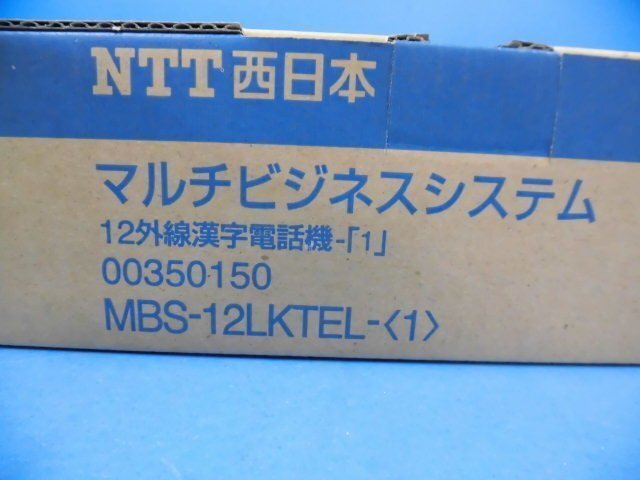 NTT西日本
マルチビジネスシステム
12外線漢字電話機-「1」
00350150
MBS-12LKTEL-〈1〉